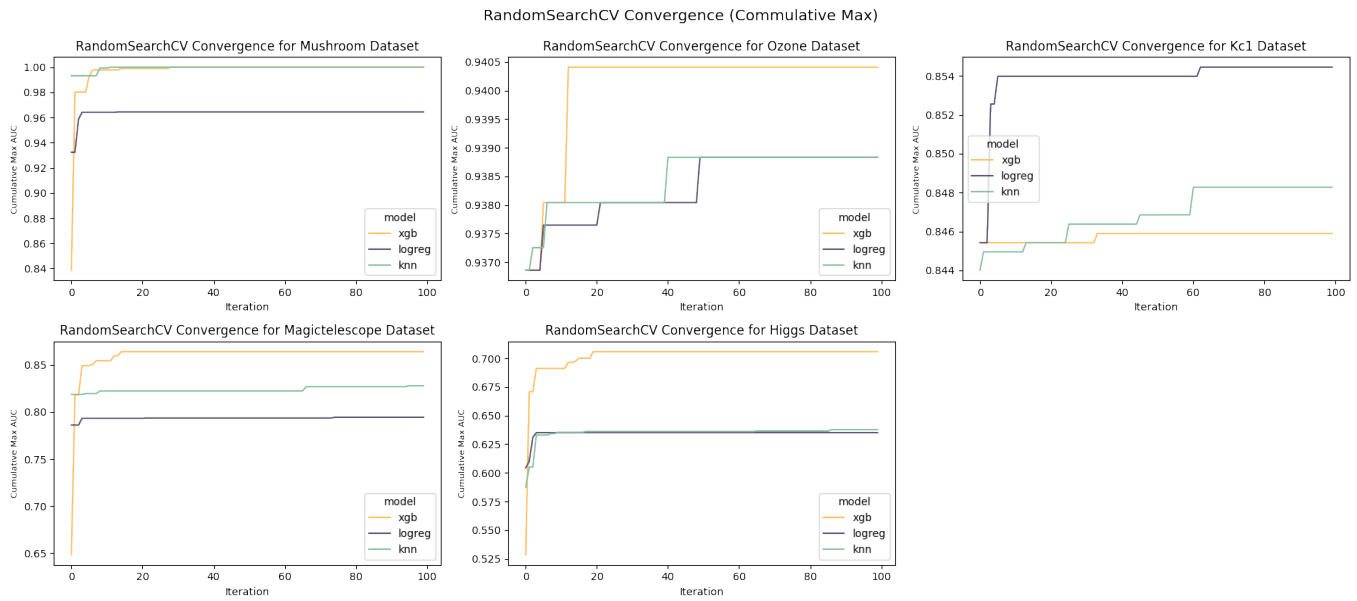 RandomSearchCV Convergence (Commulative Max)
RandomSearchCV Convergence for Mushroom Dataset
Cumulative Max AUC
1.00
0.98
0.96
0.94
0.92
0.90
0.88
0.86
0.84
0 20 40 60 80 100
Iteration
model
xgb
logreg
knn
RandomSearchCV Convergence for Ozone Dataset
Cumulative Max AUC
0.9405
0.9400
0.9395
0.9390
0.9385
0.9380
0.9375
0.9370
0 20 40 60 80 100
Iteration
model
xgb
logreg
knn
RandomSearchCV Convergence for Kc1 Dataset
Cumulative Max AUC
0.854
0.852
0.850
0.848
0.846
0.844
0 20 40 60 80 100
Iteration
model
xgb
logreg
knn
RandomSearchCV Convergence for Magictelescope Dataset
Cumulative Max AUC
0.85
0.80
0.75
0.70
0.65
0 20 40 60 80 100
Iteration
model
xgb
logreg
knn
RandomSearchCV Convergence for Higgs Dataset
Cumulative Max AUC
0.700
0.675
0.650
0.625
0.600
0.575
0.550
0.525
0 20 40 60 80 100
Iteration
model
xgb
logreg
knn